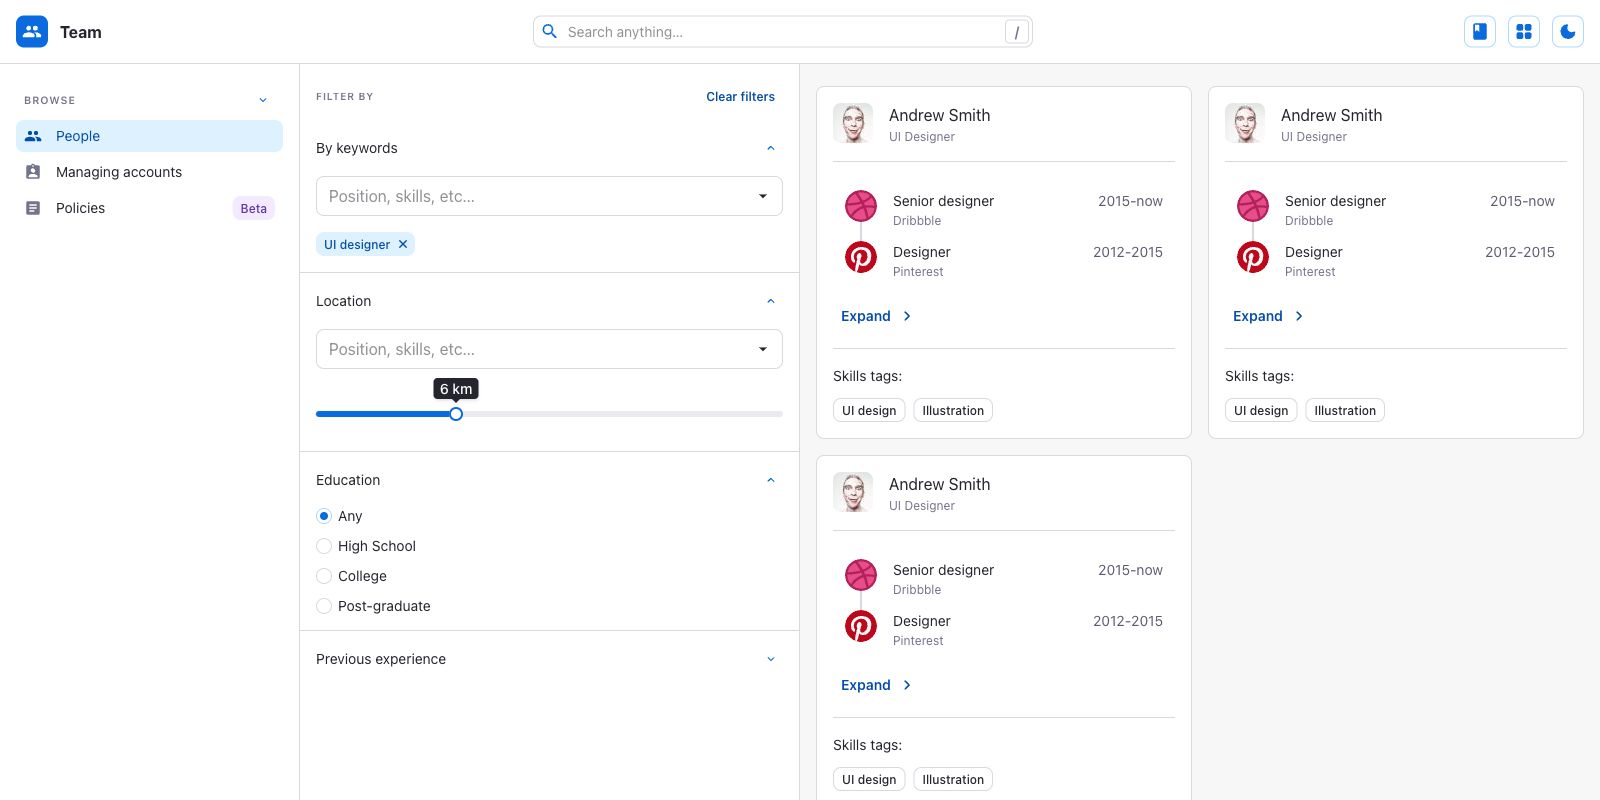 Team
Search anything…
/
BROWSE
People
Managing accounts
Policies
Beta
FILTER BY
Clear filters
By keywords
Position, skills, etc…
UI designer
Location
Position, skills, etc…
6 km
Education
Any
High School
College
Post-graduate
Previous experience
Andrew Smith
UI Designer
Senior designer
2015-now
Dribbble
Designer
2012-2015
Pinterest
Expand
Skills tags:
UI design
Illustration
Andrew Smith
UI Designer
Senior designer
2015-now
Dribbble
Designer
2012-2015
Pinterest
Expand
Skills tags:
UI design
Illustration
Andrew Smith
UI Designer
Senior designer
2015-now
Dribbble
Designer
2012-2015
Pinterest
Expand
Skills tags:
UI design
Illustration